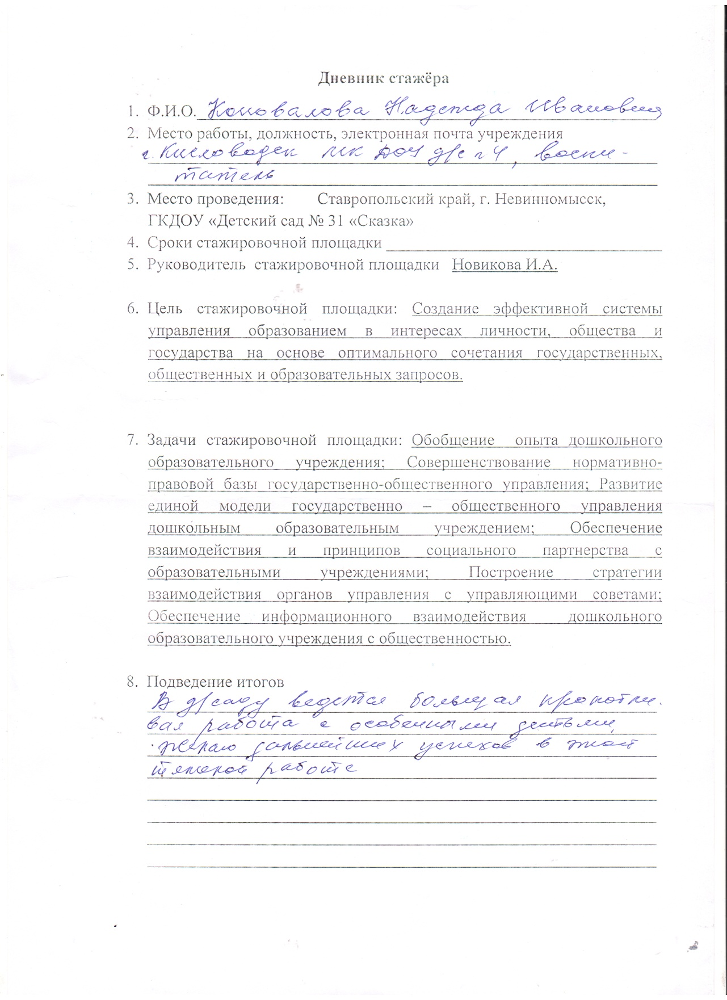 Дневник стажёра
1. Ф.И.О. Коновалова Надежда Ивановна
2. Место работы, должность, электронная почта учреждения
г. Кисловодск МК ДОУ д/с 4, воспи-
татель
3. Место проведения: Ставропольский край, г. Невинномысск,
ГКДОУ «Детский сад № 31 «Сказка»
4. Сроки стажировочной площадки
5. Руководитель стажировочной площадки Новикова И.А.
6. Цель стажировочной площадки: Создание эффективной системы
управления образованием в интересах личности, общества и
государства на основе оптимального сочетания государственных,
общественных и образовательных запросов.
7. Задачи стажировочной площадки: Обобщение опыта дошкольного
образовательного учреждения; Совершенствование нормативно-
правовой базы государственно-общественного управления; Развитие
единой модели государственно – общественного управления
дошкольным образовательным учреждением; Обеспечение
взаимодействия и принципов социального партнерства с
образовательными учреждениями; Построение стратегии
взаимодействия органов управления с управляющими советами;
Обеспечение информационного взаимодействия дошкольного
образовательного учреждения с общественностью.
8. Подведение итогов
В д/саду ведется большая кропотли-
вая работа с особенными детьми,
желаю дальнейших успехов в этой
тяжелой работе